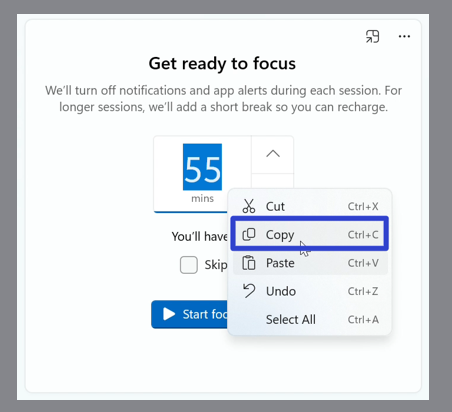 Get ready to focus
We'll turn off notifications and app alerts during each session. For
longer sessions, we'll add a short break so you can recharge.
55
mins
Cut Ctrl+X
You'll have
Copy Ctrl+C
Skip
Paste Ctrl+V
Undo Ctrl+Z
Start foc
Select All Ctrl+A